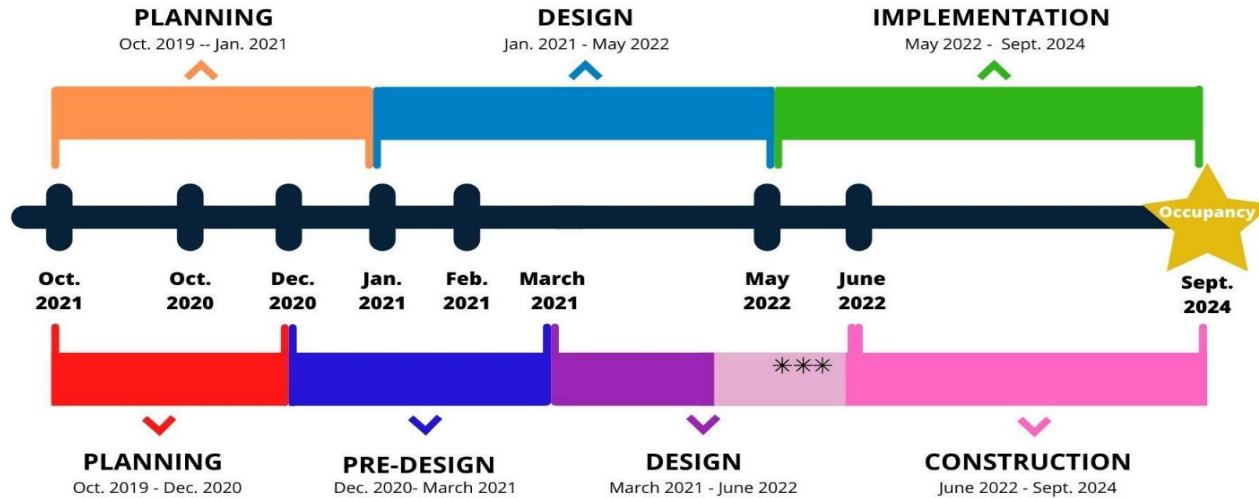 PLANNING
Oct. 2019 -- Jan. 2021
DESIGN
Jan. 2021 - May 2022
IMPLEMENTATION
May 2022 - Sept. 2024
Occupancy
Oct.
2021
Oct.
2020
Dec.
2020
Jan.
2021
Feb.
2021
March
2021
May
2022
June
2022
Sept.
2024
***
PLANNING
Oct. 2019 - Dec. 2020
PRE-DESIGN
Dec. 2020- March 2021
DESIGN
March 2021 - June 2022
CONSTRUCTION
June 2022 - Sept. 2024